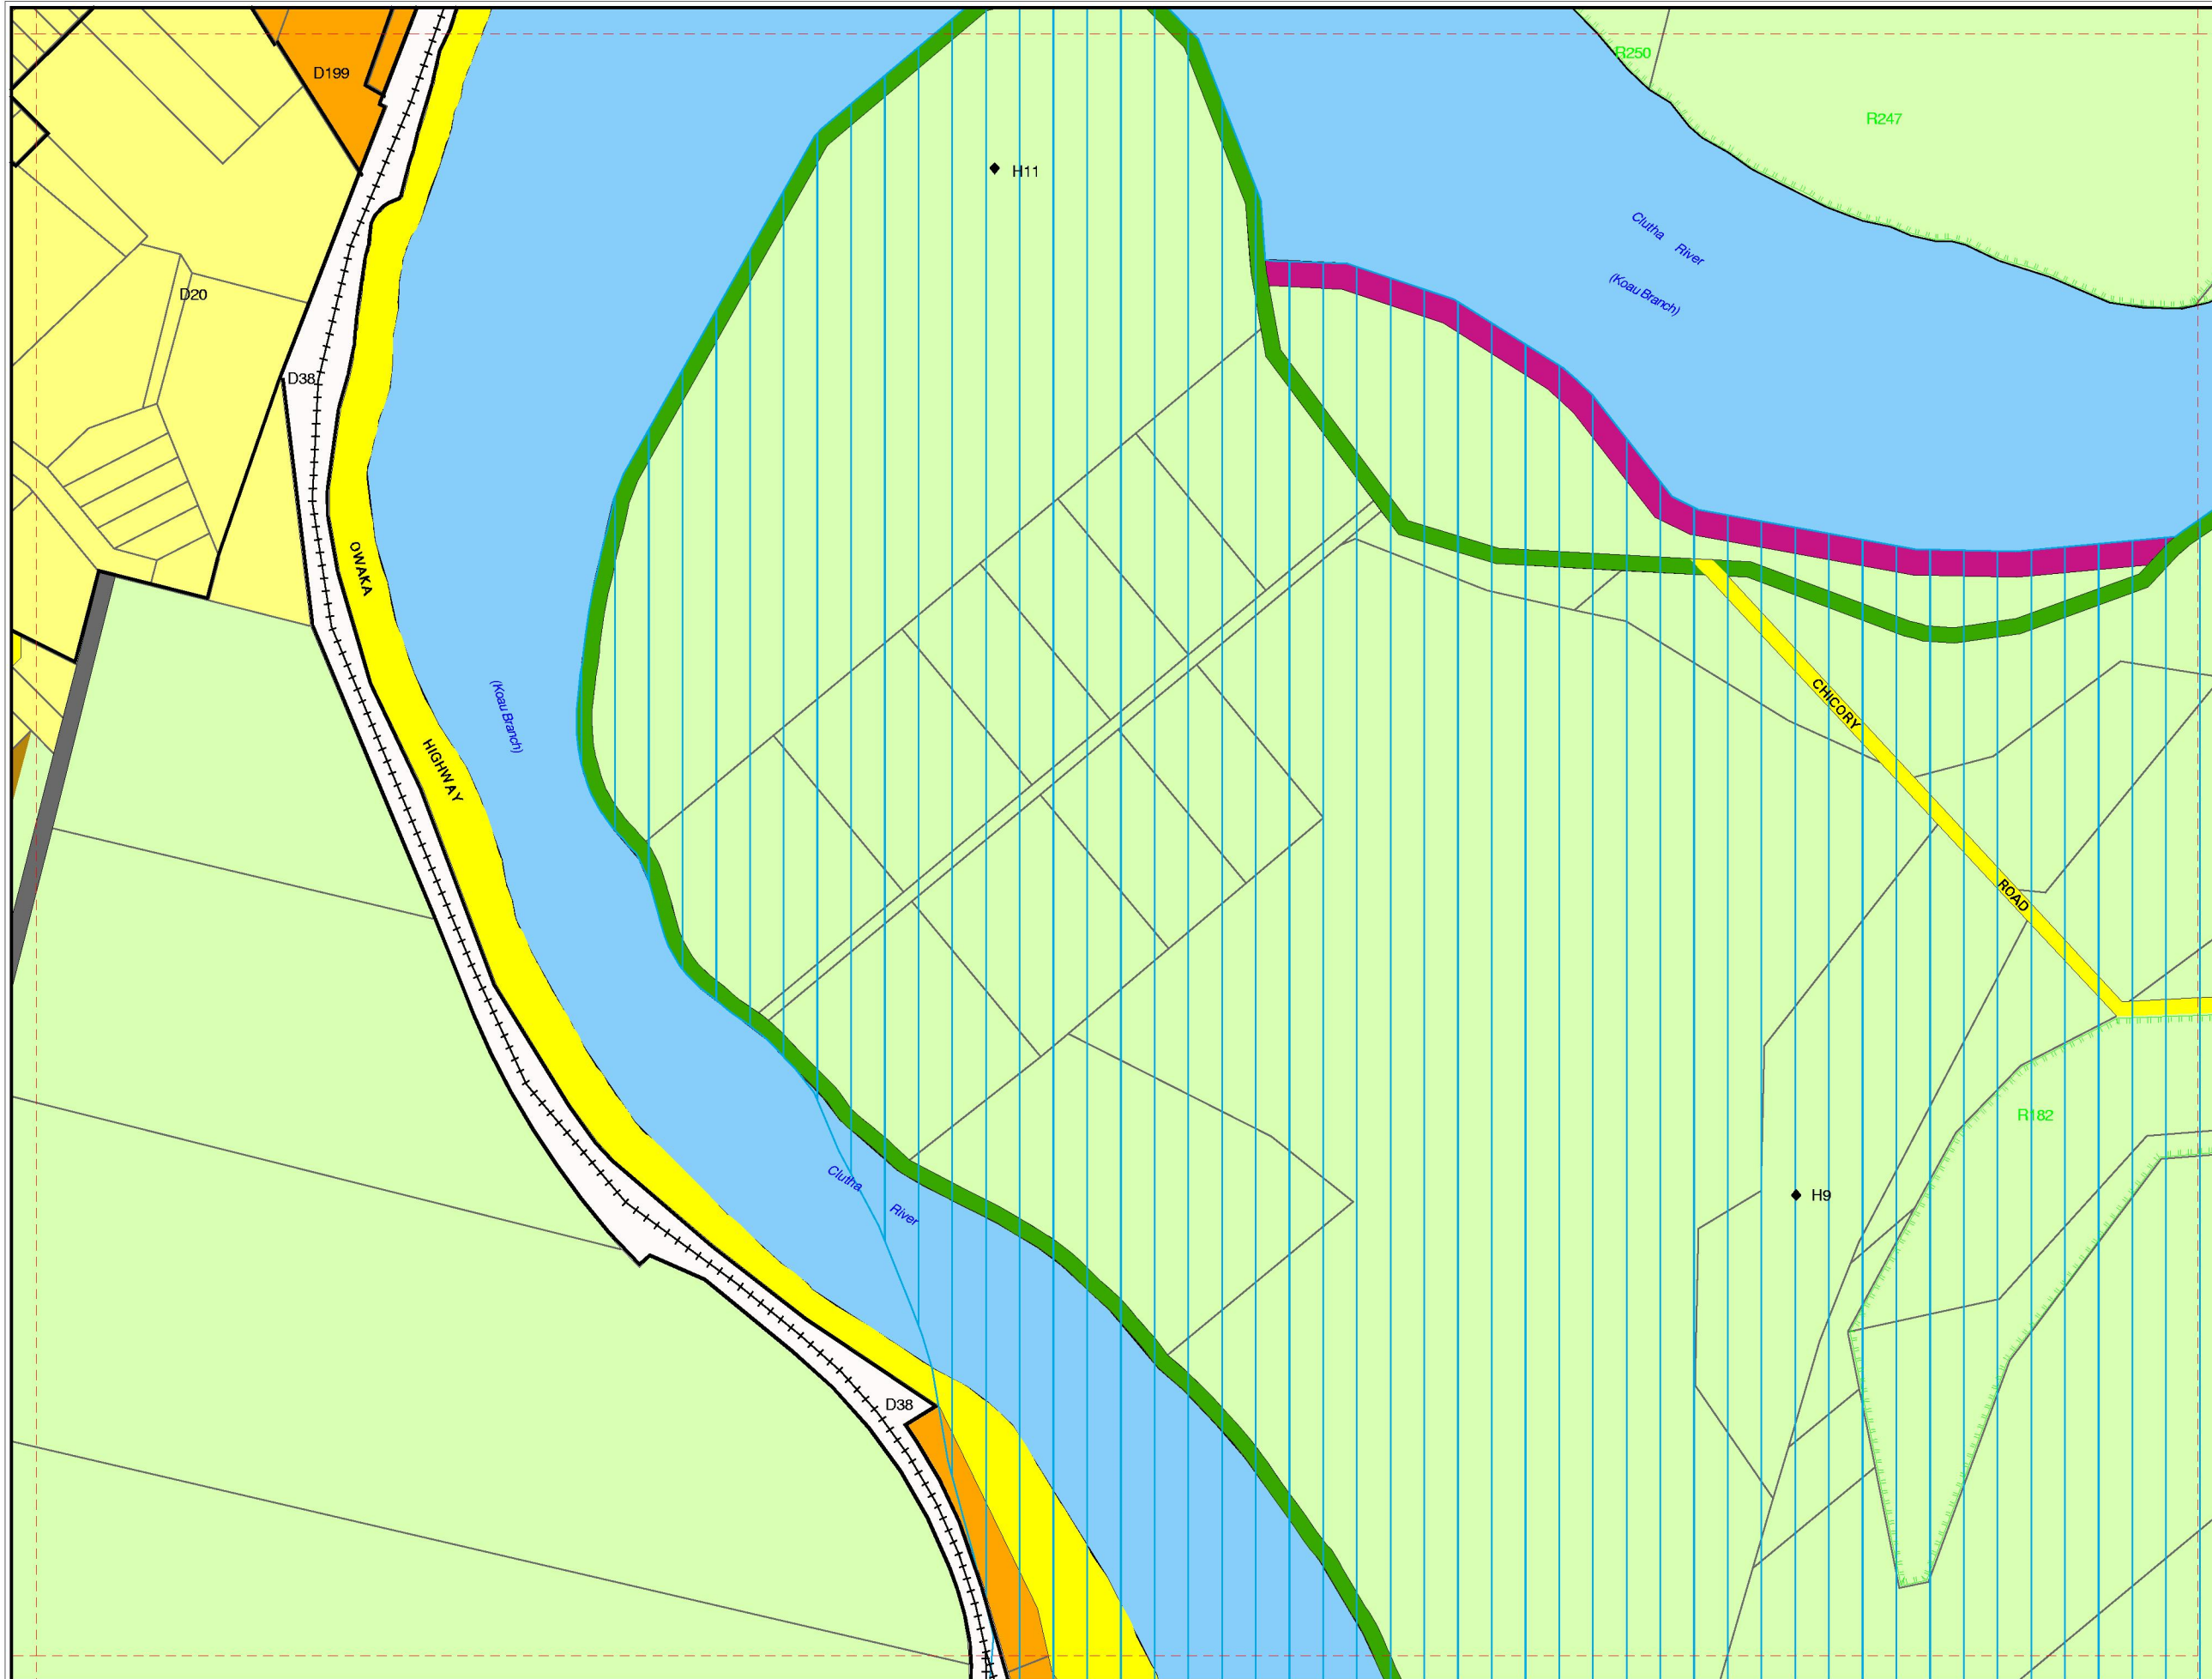 R250
D199
R247
H11
Clutha River
(Koau Branch)
D20
D38
OWAKA
(Koau Branch)
CHICORY
HIGHWAY
ROAD
R182
Clutha
River
H9
D38